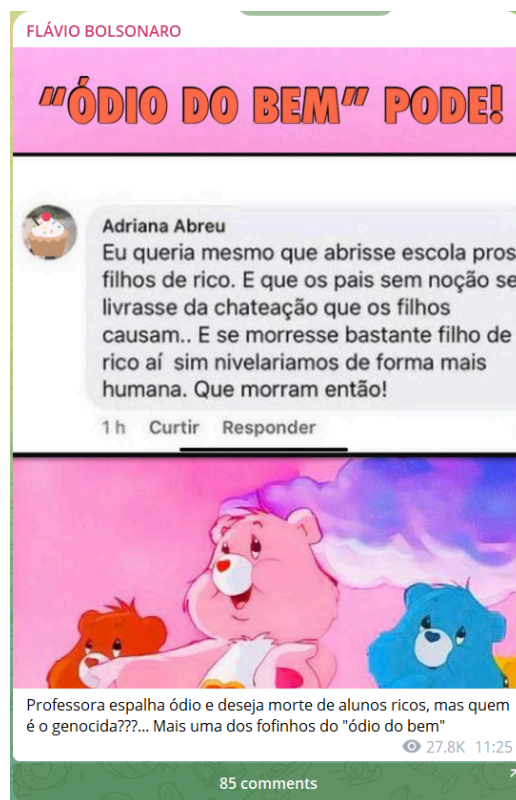 FLÁVIO BOLSONARO
"ÓDIO DO BEM" PODE!
Adriana Abreu
Eu queria mesmo que abrisse escola pros
filhos de rico. E que os pais sem noção se
livrasse da chateação que os filhos
causam.. E se morresse bastante filho de
rico aí sim nivelariamos de forma mais
humana. Que morram então!
1 h Curtir Responder
Professora espalha ódio e deseja morte de alunos ricos, mas quem
é o genocida???... Mais uma dos fofinhos do "ódio do bem"
27.8K 11:25
85 comments